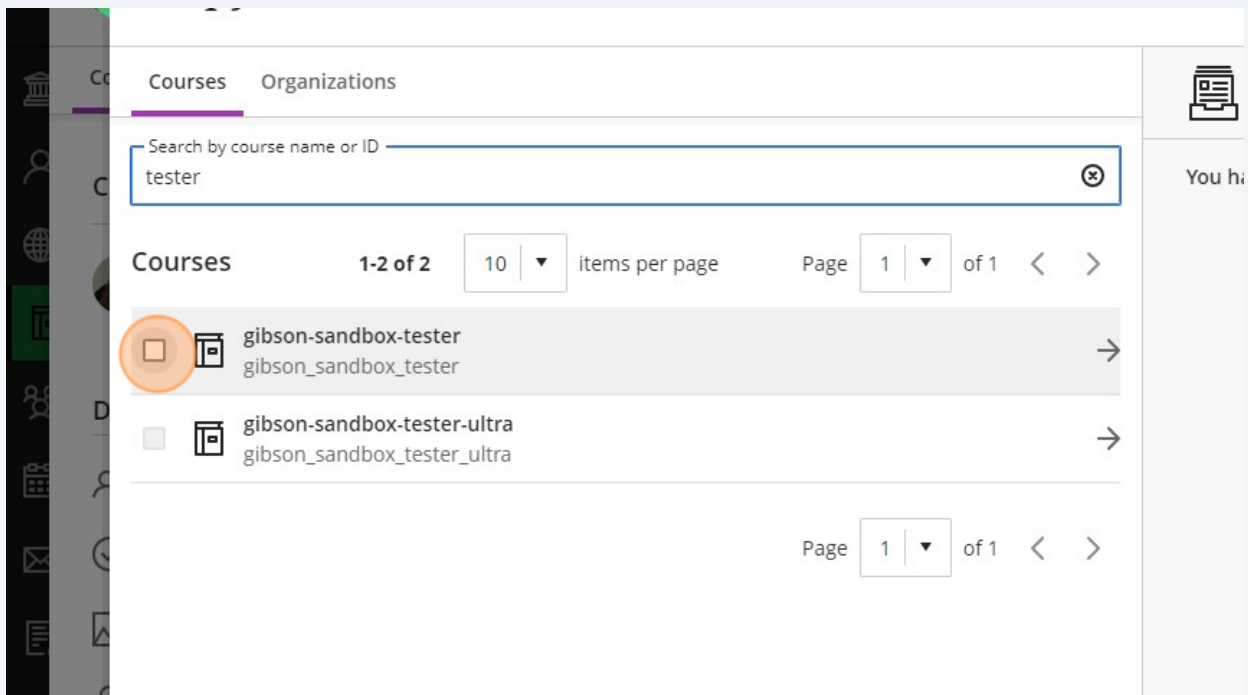 Courses Organizations
Search by course name or ID
tester
You ha
Courses 1-2 of 2 10 items per page Page 1 of 1
gibson-sandbox-tester
gibson_sandbox_tester
gibson-sandbox-tester-ultra
gibson_sandbox_tester_ultra
Page 1 of 1